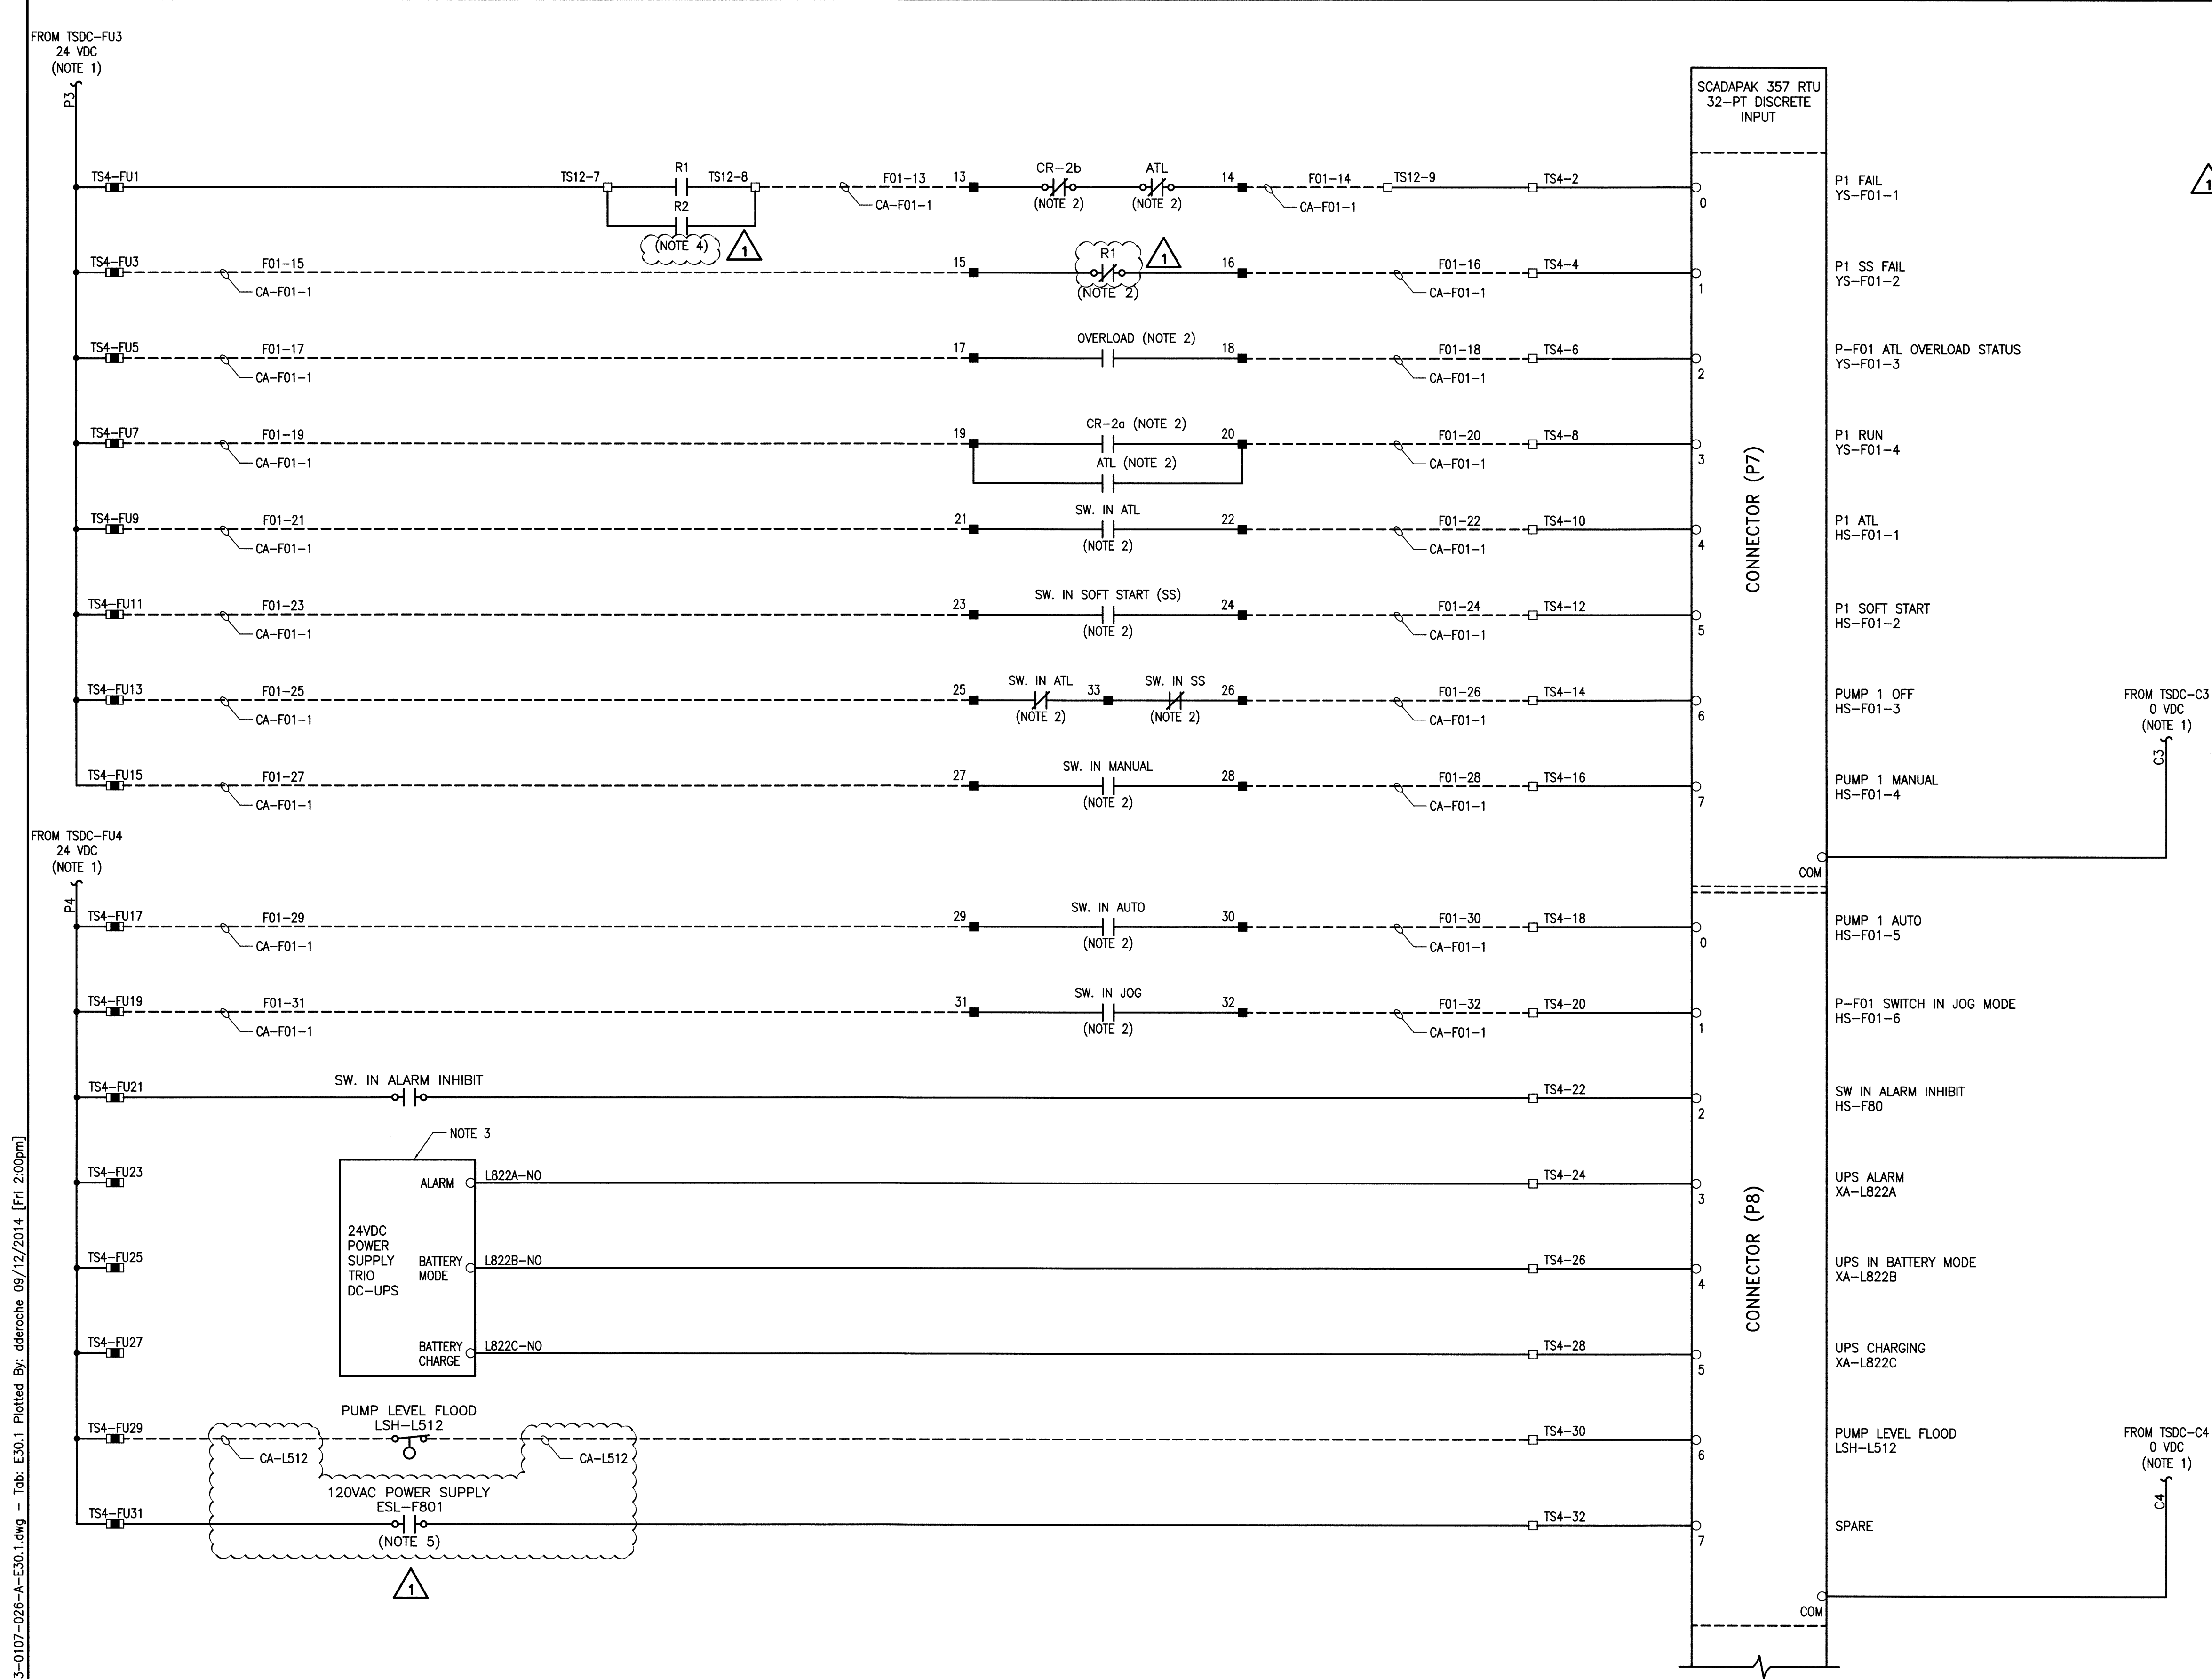 FROM TSDC-FU3
24 VDC
(NOTE 1)
P3
SCADAPAK 357 RTU
32-PT DISCRETE
INPUT
TS4-FU1
TS12-7
R1
TS12-8
F01-13
13
CR-2b
ATL
14
F01-14
TS12-9
TS4-2
0
P1 FAIL
YS-F01-1
1
CA-F01-1
(NOTE 2)
(NOTE 2)
CA-F01-1
R2
(NOTE 4)
1
TS4-FU3
F01-15
15
R1
1
16
F01-16
TS4-4
1
P1 SS FAIL
YS-F01-2
CA-F01-1
(NOTE 2)
CA-F01-1
TS4-FU5
F01-17
17
OVERLOAD (NOTE 2)
18
F01-18
TS4-6
2
P-F01 ATL OVERLOAD STATUS
YS-F01-3
CA-F01-1
CA-F01-1
TS4-FU7
F01-19
19
CR-2a (NOTE 2)
20
F01-20
TS4-8
3
P1 RUN
YS-F01-4
CA-F01-1
ATL (NOTE 2)
CA-F01-1
CONNECTOR (P7)
TS4-FU9
F01-21
21
SW. IN ATL
22
F01-22
TS4-10
4
P1 ATL
HS-F01-1
CA-F01-1
(NOTE 2)
CA-F01-1
TS4-FU11
F01-23
23
SW. IN SOFT START (SS)
24
F01-24
TS4-12
5
P1 SOFT START
HS-F01-2
CA-F01-1
(NOTE 2)
CA-F01-1
TS4-FU13
F01-25
25
SW. IN ATL
33
SW. IN SS
26
F01-26
TS4-14
6
PUMP 1 OFF
HS-F01-3
CA-F01-1
(NOTE 2)
(NOTE 2)
CA-F01-1
FROM TSDC-C3
0 VDC
(NOTE 1)
C3
TS4-FU15
F01-27
27
SW. IN MANUAL
28
F01-28
TS4-16
7
PUMP 1 MANUAL
HS-F01-4
CA-F01-1
(NOTE 2)
CA-F01-1
COM
FROM TSDC-FU4
24 VDC
(NOTE 1)
P4
TS4-FU17
F01-29
29
SW. IN AUTO
30
F01-30
TS4-18
0
PUMP 1 AUTO
HS-F01-5
CA-F01-1
(NOTE 2)
CA-F01-1
TS4-FU19
F01-31
31
SW. IN JOG
32
F01-32
TS4-20
1
P-F01 SWITCH IN JOG MODE
HS-F01-6
CA-F01-1
(NOTE 2)
CA-F01-1
TS4-FU21
SW. IN ALARM INHIBIT
TS4-22
2
SW IN ALARM INHIBIT
HS-F80
NOTE 3
TS4-FU23
ALARM
L822A-NO
TS4-24
3
UPS ALARM
XA-L822A
CONNECTOR (P8)
24VDC
POWER
SUPPLY
TRIO
DC-UPS
TS4-FU25
BATTERY
MODE
L822B-NO
TS4-26
4
UPS IN BATTERY MODE
XA-L822B
TS4-FU27
BATTERY
CHARGE
L822C-NO
TS4-28
5
UPS CHARGING
XA-L822C
PUMP LEVEL FLOOD
LSH-L512
TS4-FU29
CA-L512
CA-L512
TS4-30
6
PUMP LEVEL FLOOD
LSH-L512
FROM TSDC-C4
0 VDC
(NOTE 1)
C4
120VAC POWER SUPPLY
ESL-F801
TS4-FU31
(NOTE 5)
TS4-32
7
SPARE
1
COM
3-0107-026-A-E30.1.dwg - Tab: E30.1 Plotted By: dderoche 09/12/2014 [Fri 2:00pm]